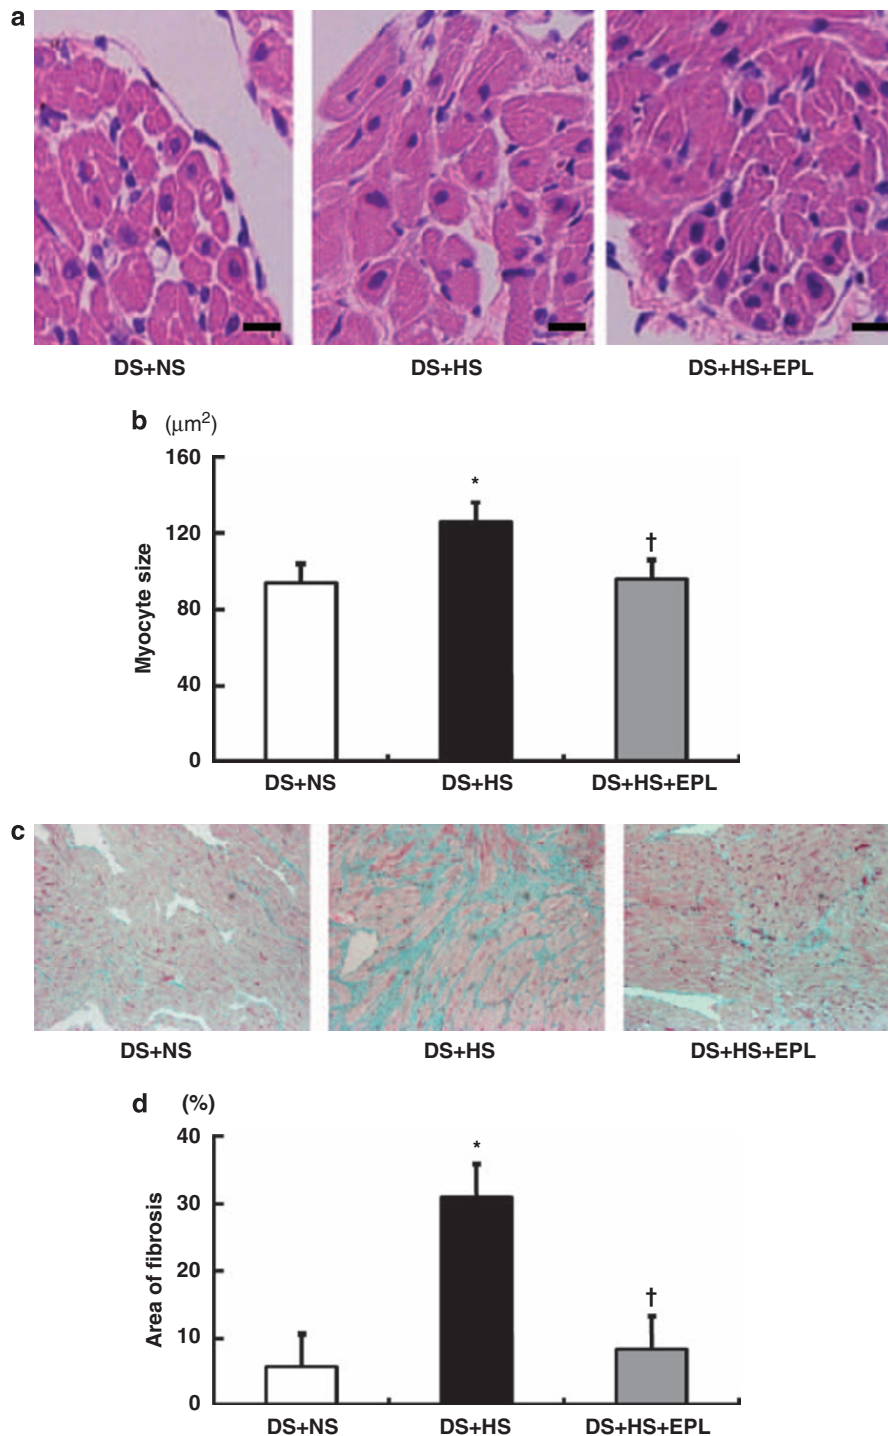 a
DS+NS DS+HS DS+HS+EPL
b (μm²)
160
*
120
†
Myocyte size
80
40
0
DS+NS DS+HS DS+HS+EPL
c
DS+NS DS+HS DS+HS+EPL
d (%)
40
*
30
Area of fibrosis
20
†
10
0
DS+NS DS+HS DS+HS+EPL